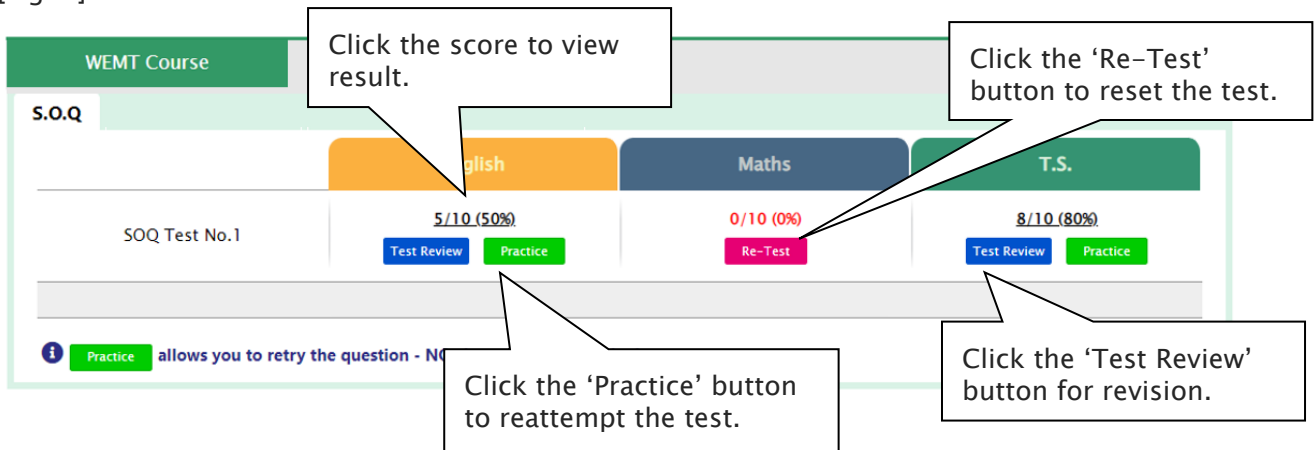 Click the score to view
result.
Click the ‘Re-Test’
button to reset the test.
WEMT Course
S.O.Q
glish
Maths
T.S.
SOQ Test No.1
5/10 (50%)
0/10 (0%)
8/10 (80%)
Test Review
Practice
Re-Test
Test Review
Practice
Practice allows you to retry the question -
Click the ‘Practice’ button
to reattempt the test.
Click the ‘Test Review’
button for revision.